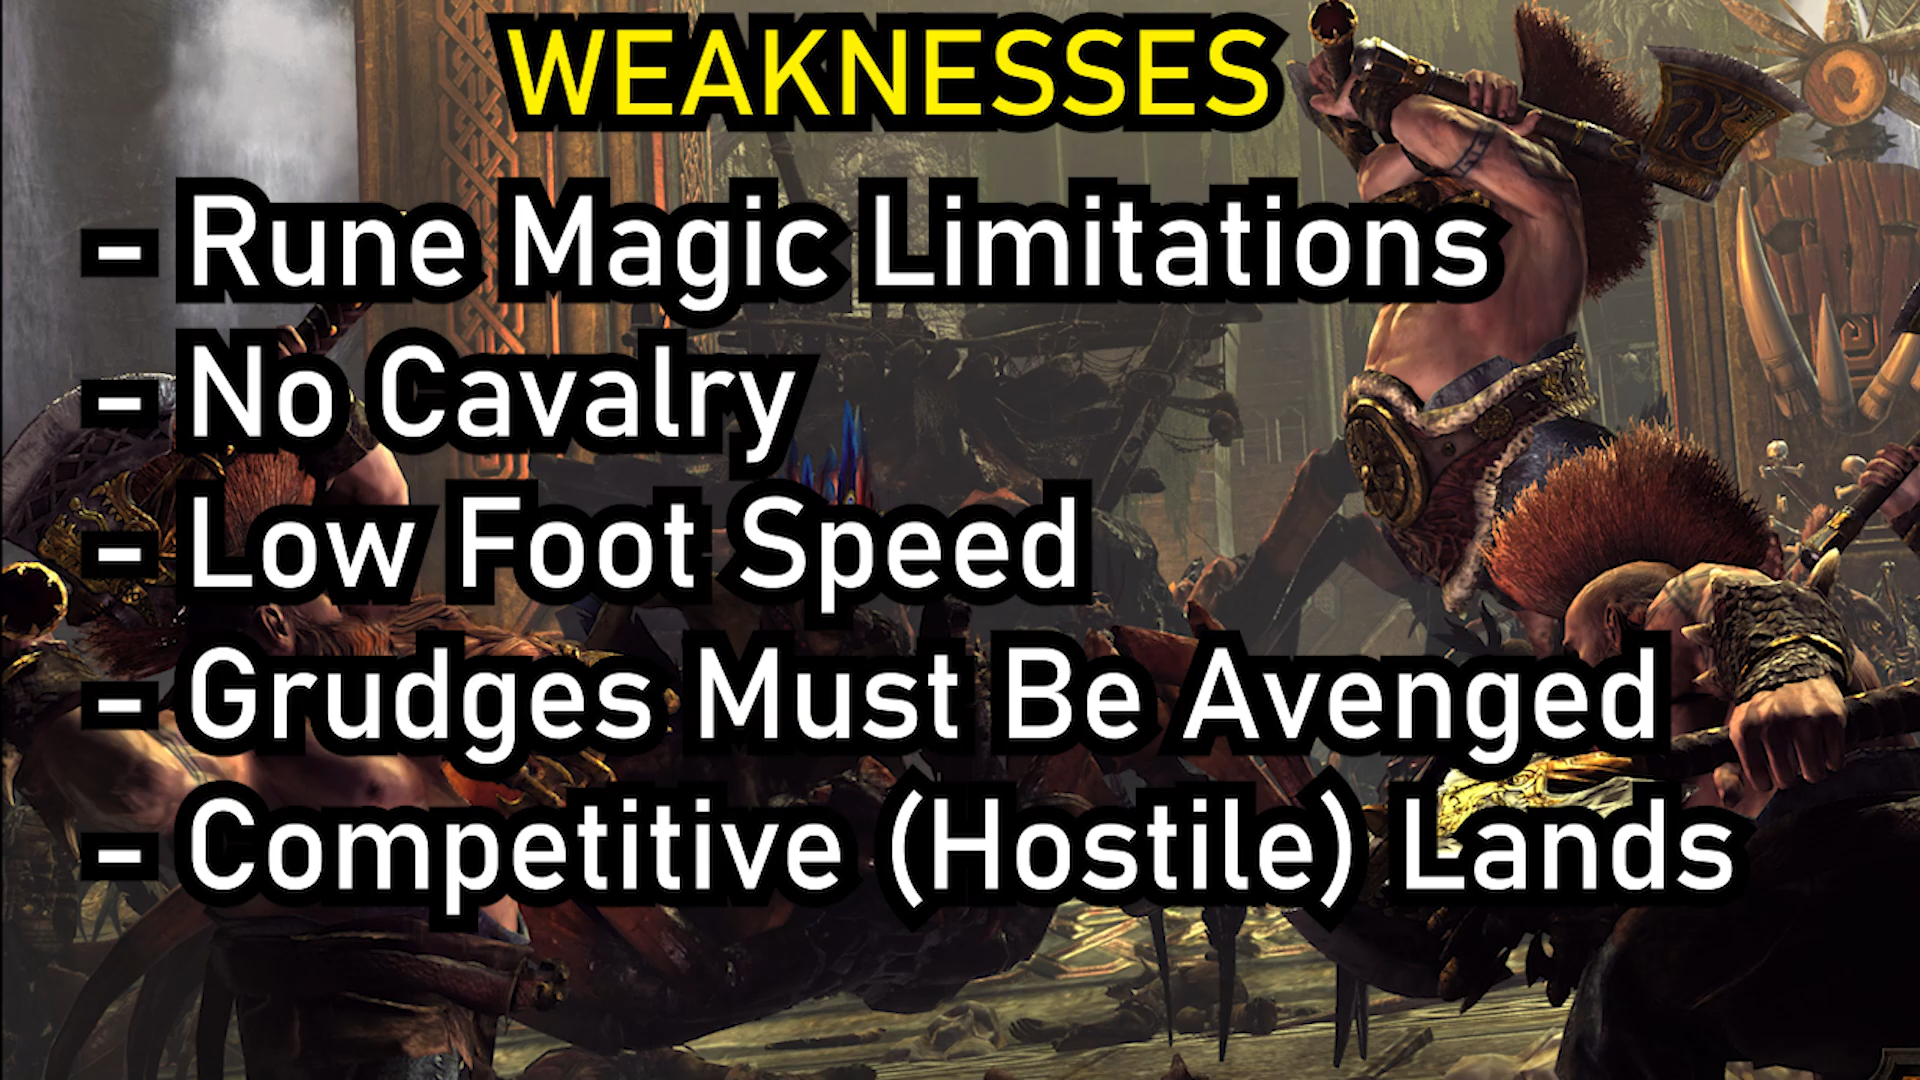 WEAKNESSES
- Rune Magic Limitations
- No Cavalry
- Low Foot Speed
- Grudges Must Be Avenged
- Competitive (Hostile) Lands